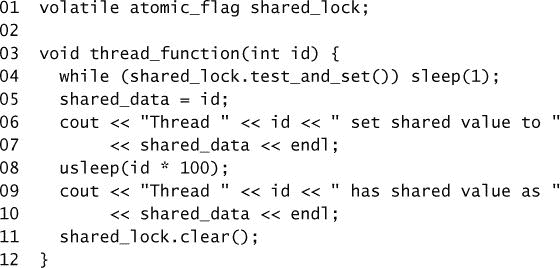 01 volatile atomic_flag shared_lock;
02
03 void thread_function(int id) {
04   while (shared_lock.test_and_set()) sleep(1);
05   shared_data = id;
06   cout << "Thread " << id << " set shared value to "
07        << shared_data << endl;
08   usleep(id * 100);
09   cout << "Thread " << id << " has shared value as "
10        << shared_data << endl;
11   shared_lock.clear();
12 }